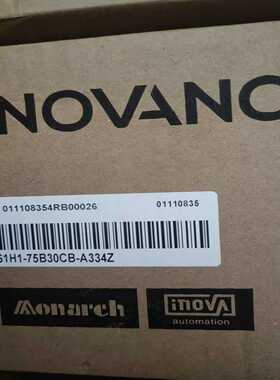 NOVANC
011108354RB00026
01110835
S1H1-75B30CB-A334Z
Monarch
inovA
automation